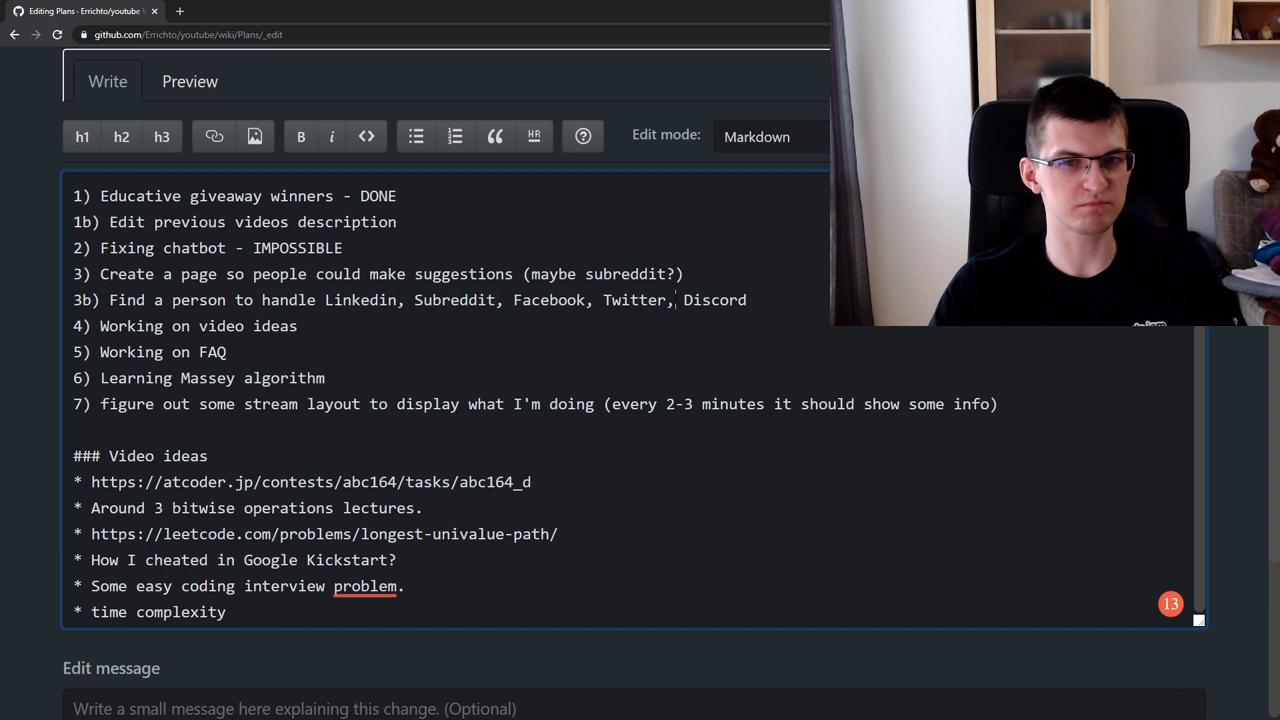 Editing Plans · Errichto/youtube
github.com/Errichto/youtube/wiki/Plans/_edit
Write
Preview
h1 h2 h3 B i <> HR ? Edit mode: Markdown
1) Educative giveaway winners - DONE
1b) Edit previous videos description
2) Fixing chatbot - IMPOSSIBLE
3) Create a page so people could make suggestions (maybe subreddit?)
3b) Find a person to handle Linkedin, Subreddit, Facebook, Twitter, Discord
4) Working on video ideas
5) Working on FAQ
6) Learning Massey algorithm
7) figure out some stream layout to display what I'm doing (every 2-3 minutes it should show some info)
### Video ideas
* https://atcoder.jp/contests/abc164/tasks/abc164_d
* Around 3 bitwise operations lectures.
* https://leetcode.com/problems/longest-univalue-path/
* How I cheated in Google Kickstart?
* Some easy coding interview problem.
* time complexity
13
Edit message
Write a small message here explaining this change. (Optional)